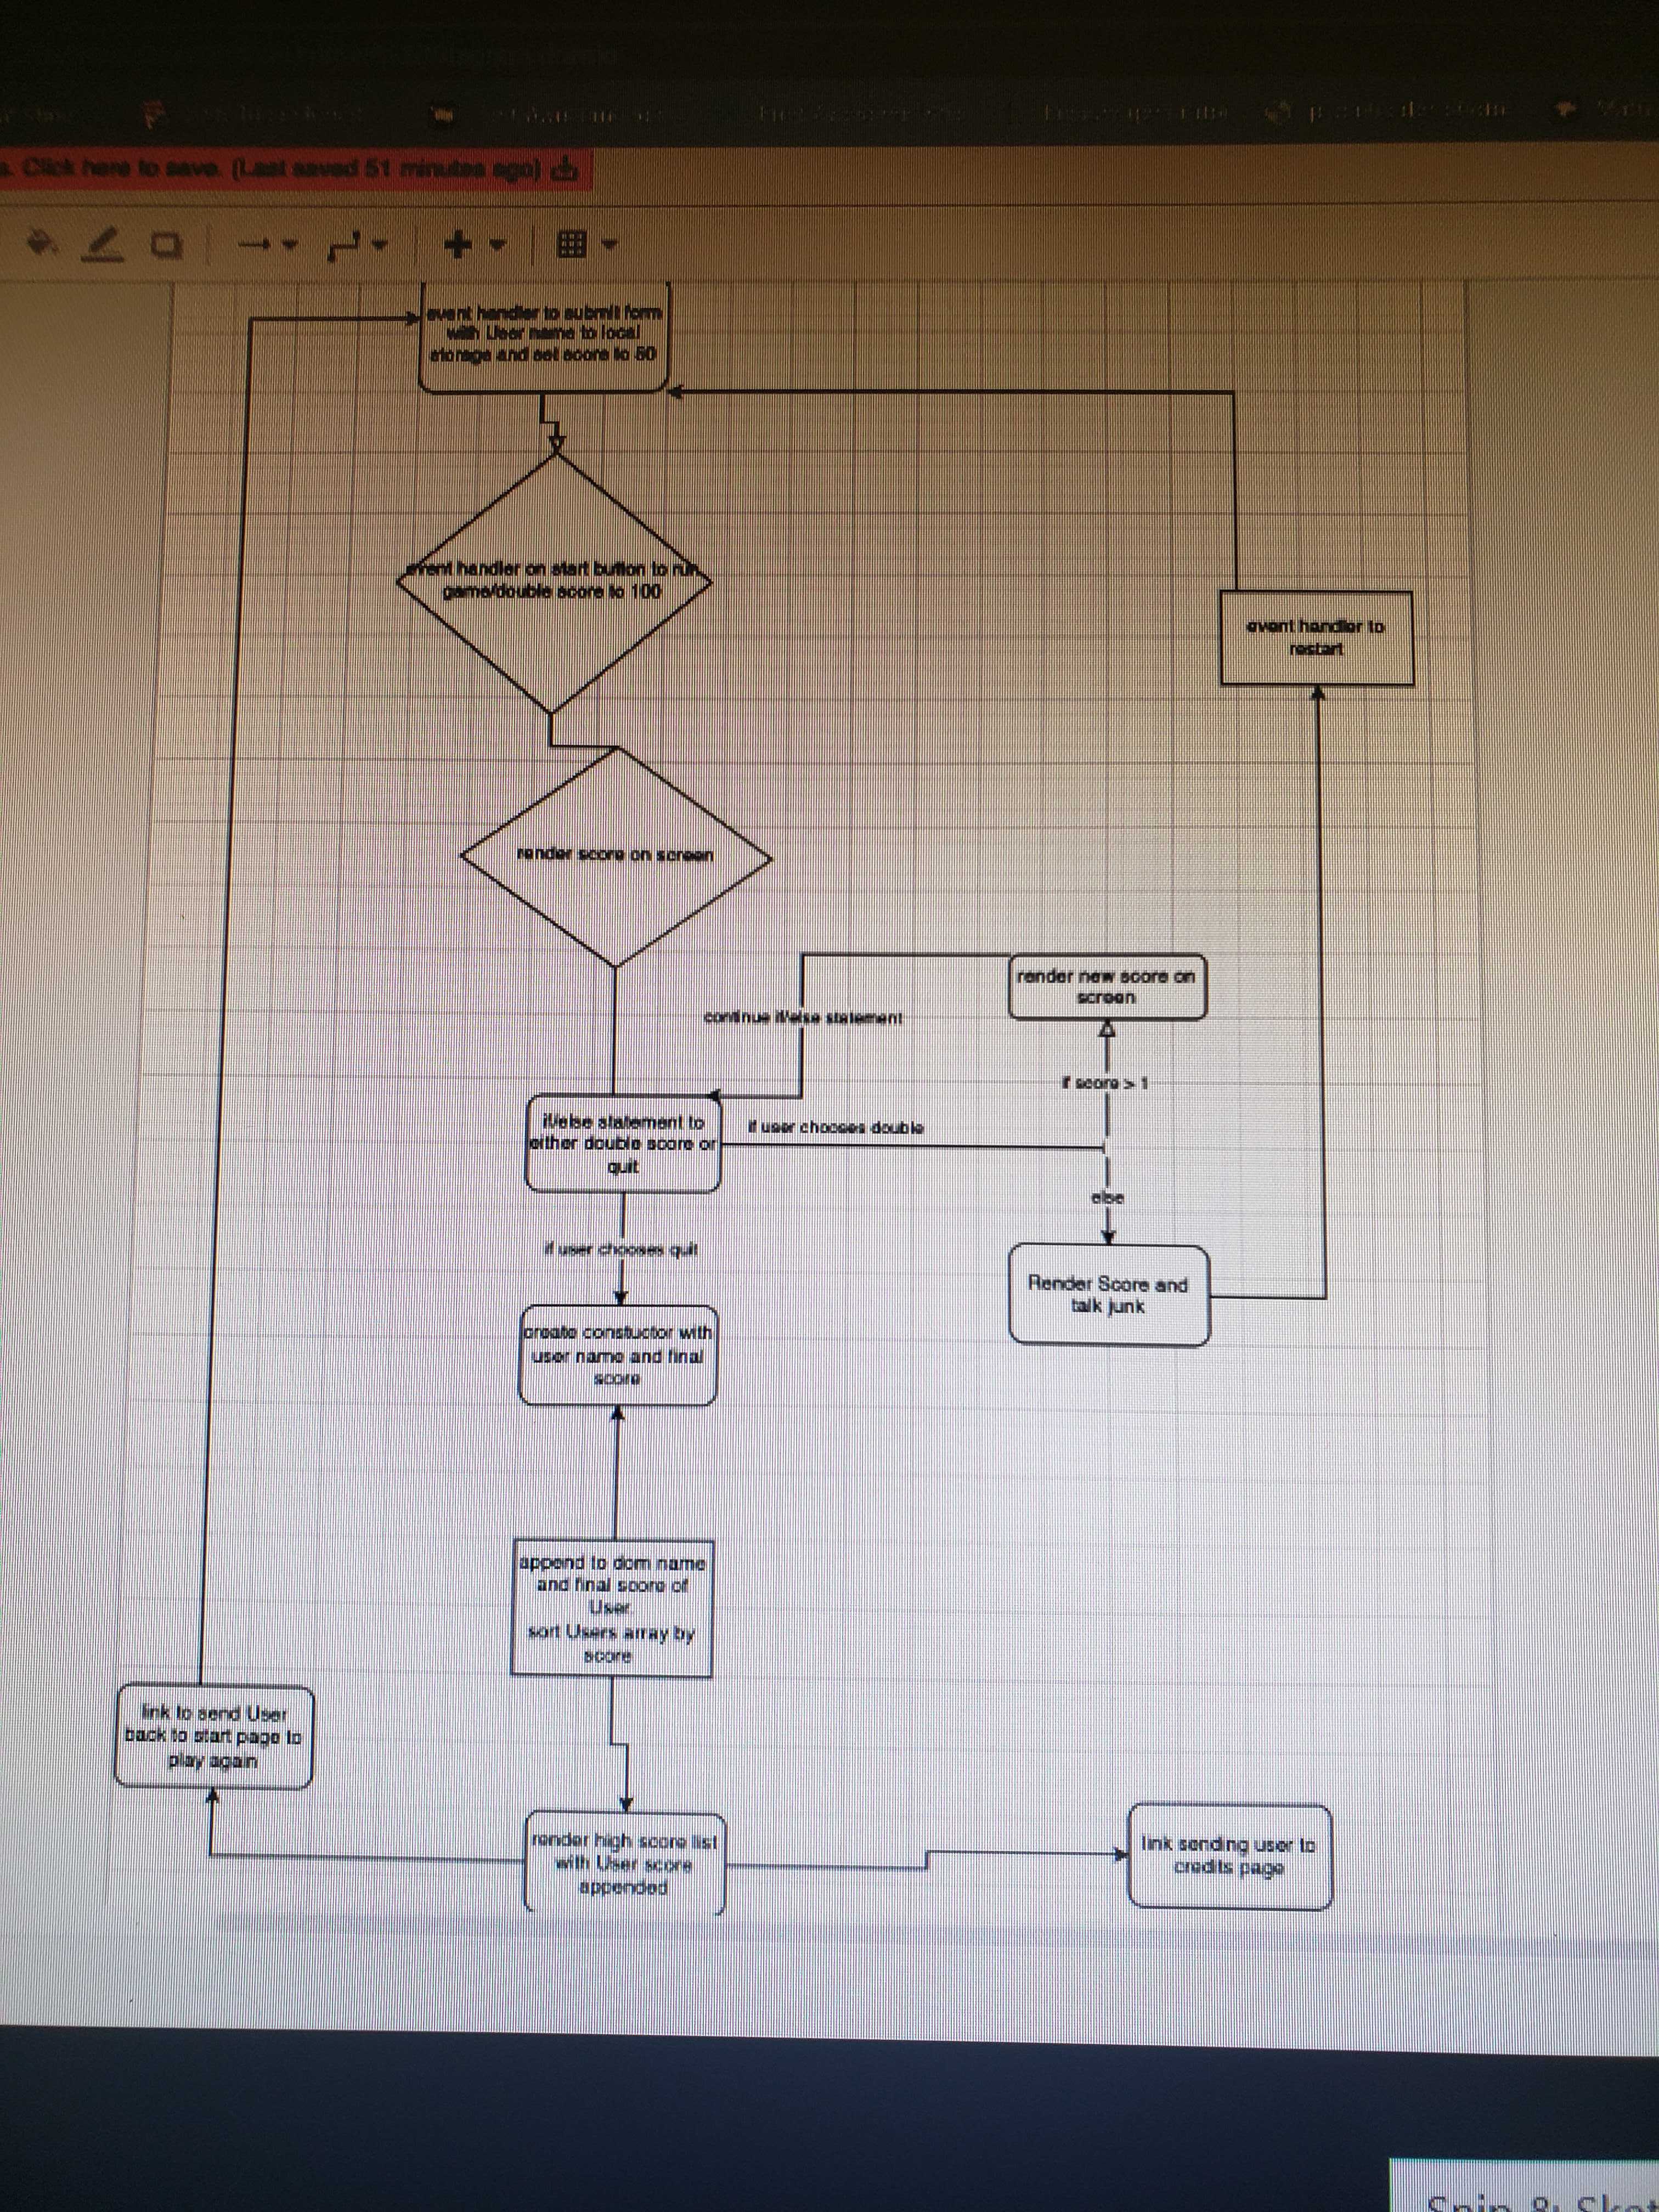 Click here to save. (Last saved 51 minutes ago)
event handler to submit form
with User name to local
storage and set score to 50
event handler on start button to run
game/double score to 100
event handler to
restart
render score on screen
render new score on
screen
continue if/else statement
if score > 1
if/else statement to
either double score or
quit
if user chooses double
else
if user chooses quit
Render Score and
talk junk
create constuctor with
user name and final
score
append to dom name
and final score of
User.
sort Users array by
score
link to send User
back to start page to
play again
render high score list
with User score
appended
link sending user to
credits page
Spin &